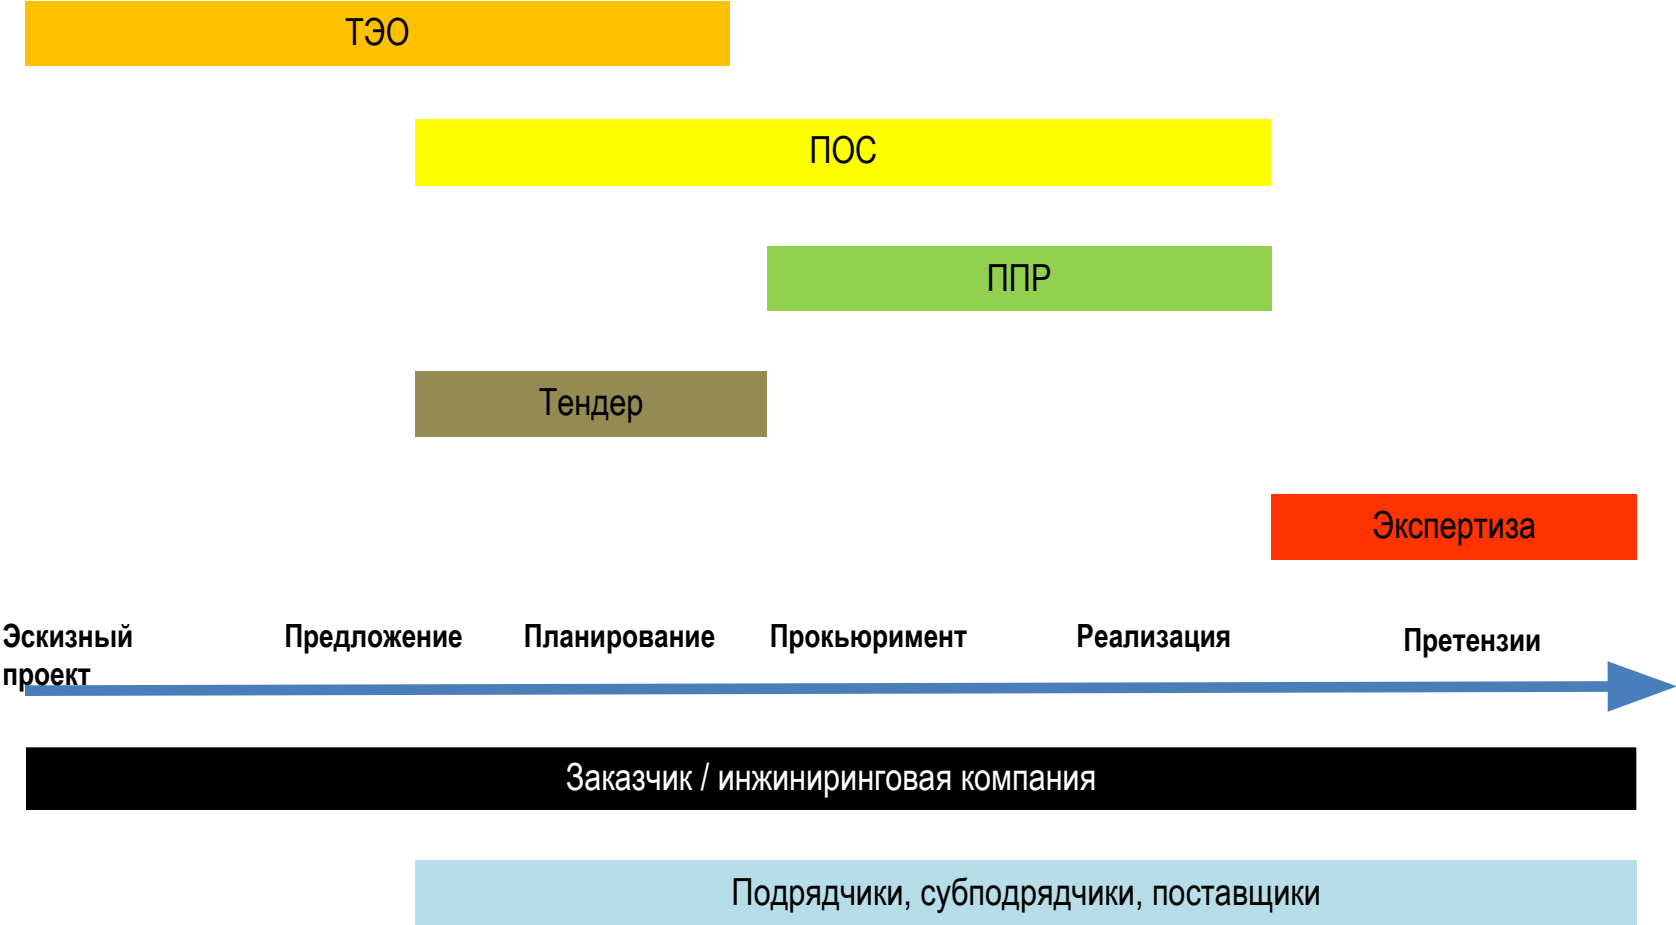 ТЭО
ПОС
ППР
Тендер
Экспертиза
Эскизный
проект
Предложение
Планирование
Прокьюримент
Реализация
Претензии
Заказчик / инжиниринговая компания
Подрядчики, субподрядчики, поставщики